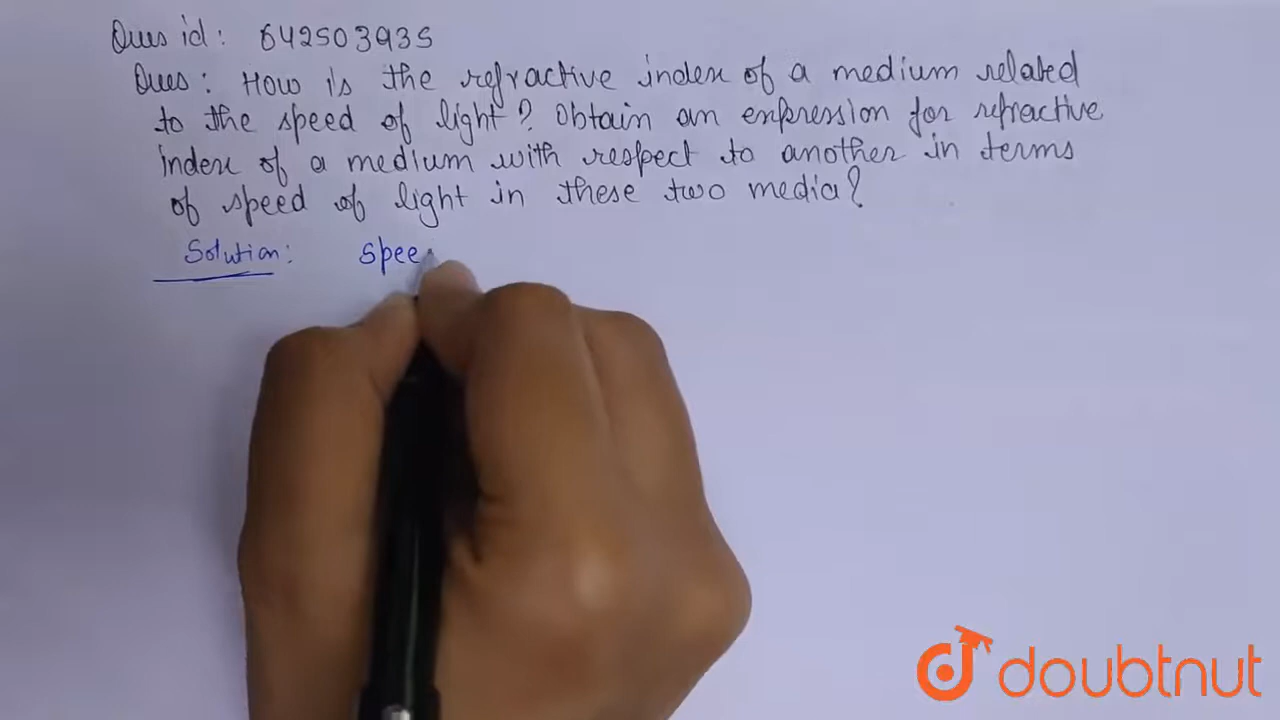 Ques id: 642503935
Ques: How is the refractive index of a medium related
to the speed of light? Obtain an expression for refractive
index of a medium with respect to another in terms
of speed of light in these two media?
Solution: Spee
doubtnut